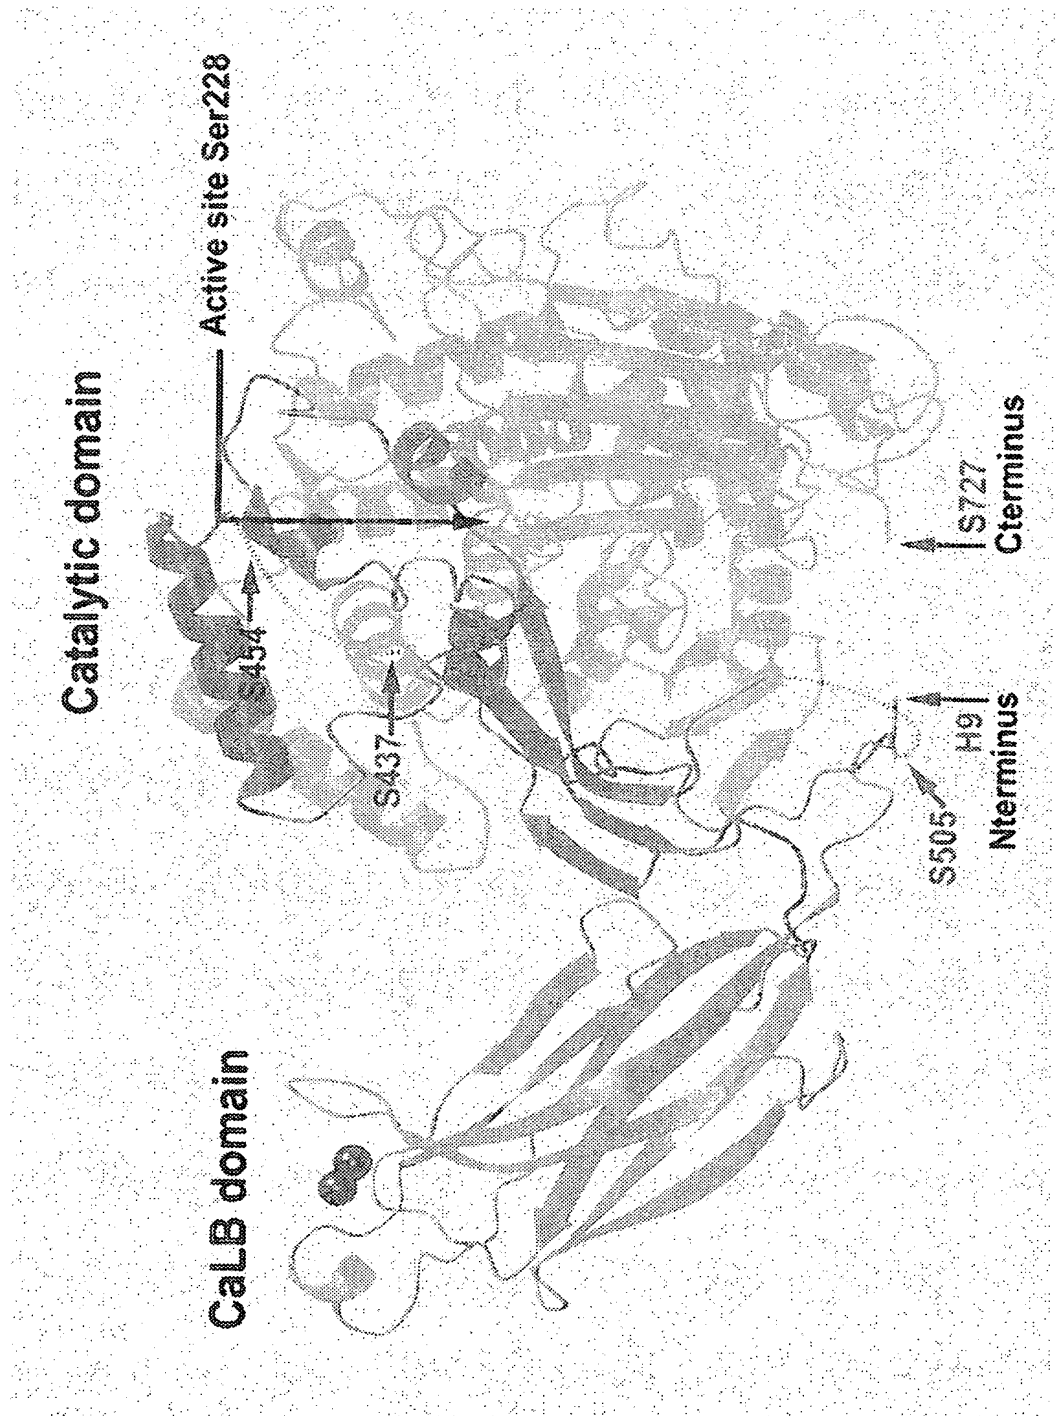 CaLB domain
Catalytic domain
Active site Ser228
S454
S437
S505
H9
Nterminus
S727
Cterminus